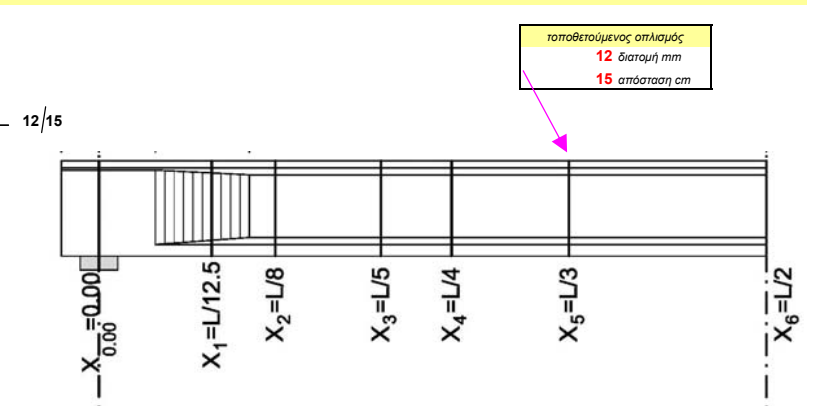 τοποθετούμενος οπλισμός
12 διατομή mm
15 απόσταση cm
12/15
X0.00=0.00
X1=L/12.5
X2=L/8
X3=L/5
X4=L/4
X5=L/3
X6=L/2